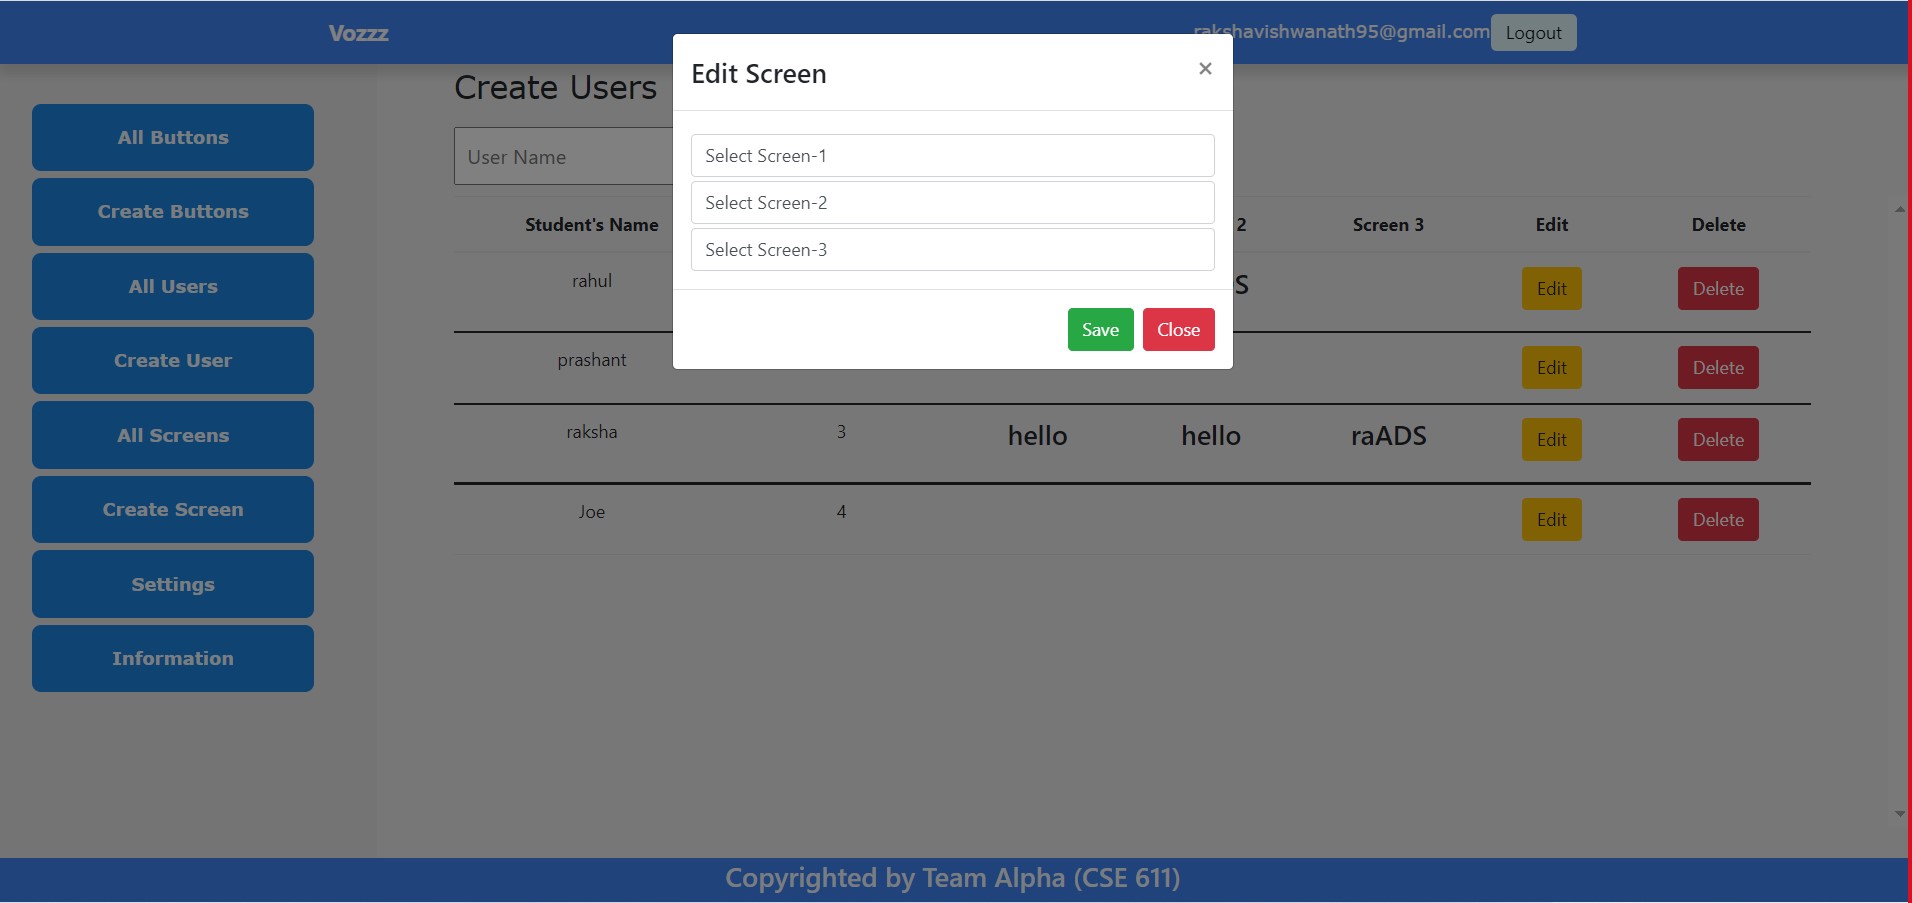 Vozzz
rakshavishwanath95@gmail.com
Logout
Edit Screen
×
Create Users
All Buttons
Create Buttons
All Users
Create User
All Screens
Create Screen
Settings
Information
User Name
Select Screen-1
Select Screen-2
Select Screen-3
Save Close
Student's Name 2 Screen 3 Edit Delete
rahul S Edit Delete
prashant Edit Delete
raksha 3 hello hello raADS Edit Delete
Joe 4 Edit Delete
Copyrighted by Team Alpha (CSE 611)